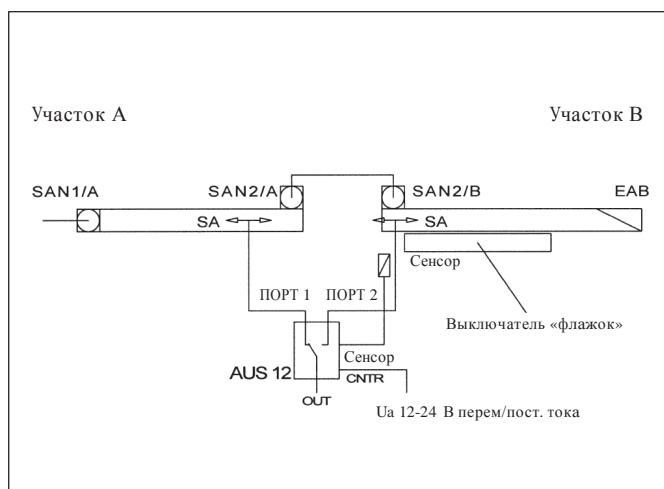 Участок A
Участок B
SAN1/A
SAN2/A
SAN2/B
EAB
SA
SA
Сенсор
ПОРТ 1
ПОРТ 2
Выключатель «флажок»
Сенсор
AUS 12
CNTR
OUT
Ua 12-24 В перем/пост. тока